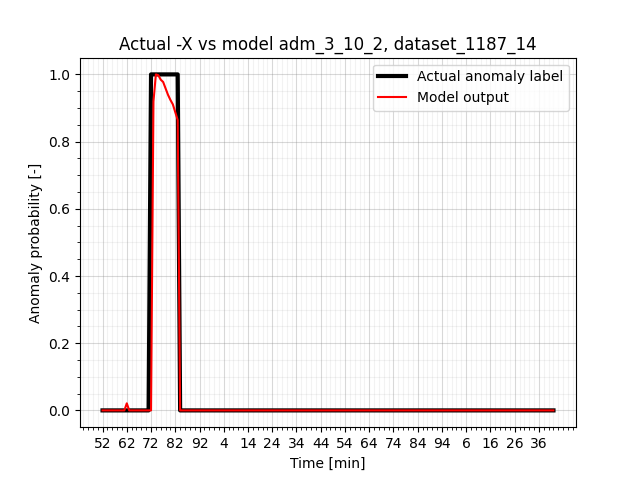 Actual -X vs model adm_3_10_2, dataset_1187_14
Actual anomaly label
Model output
Anomaly probability [-]
1.0
0.8
0.6
0.4
0.2
0.0
52 62 72 82 92 4 14 24 34 44 54 64 74 84 94 6 16 26 36
Time [min]